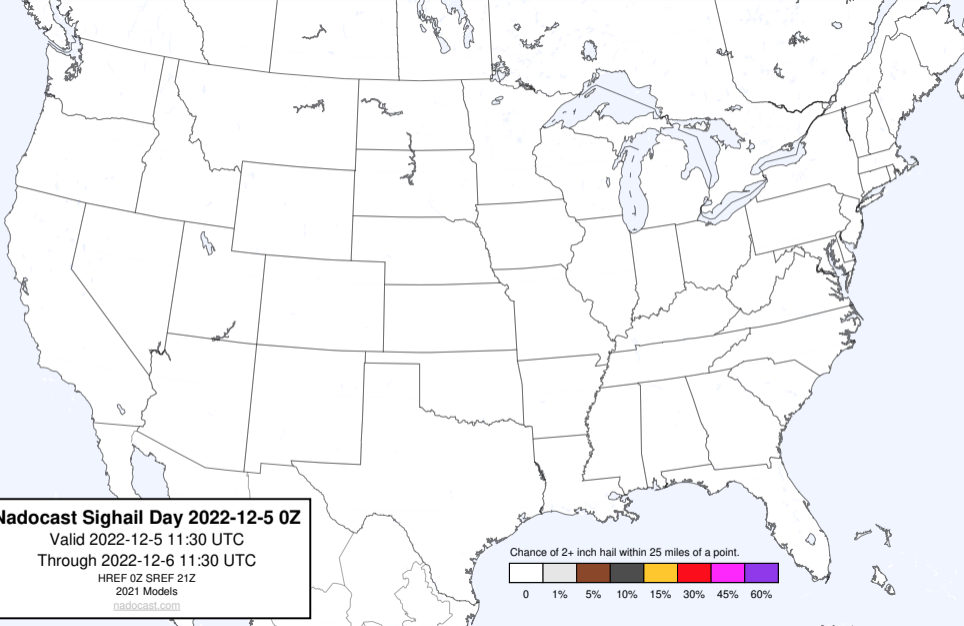 Nadocast Sighail Day 2022-12-5 0Z
Valid 2022-12-5 11:30 UTC
Through 2022-12-6 11:30 UTC
HREF 0Z SREF 21Z
2021 Models
nadocast.com
Chance of 2+ inch hail within 25 miles of a point.
0 1% 5% 10% 15% 30% 45% 60%